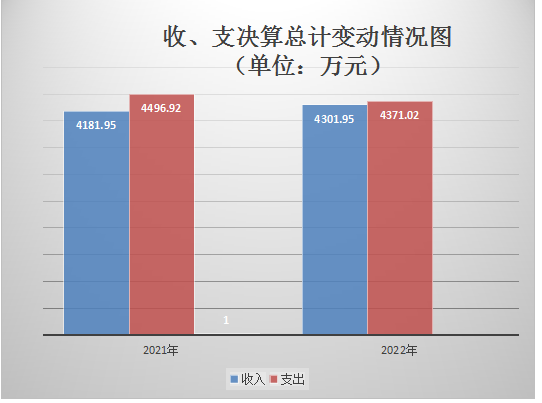 收、支决算总计变动情况图
（单位：万元）
4181.95
4496.92
1
4301.95
4371.02
2021年
2022年
收入 支出